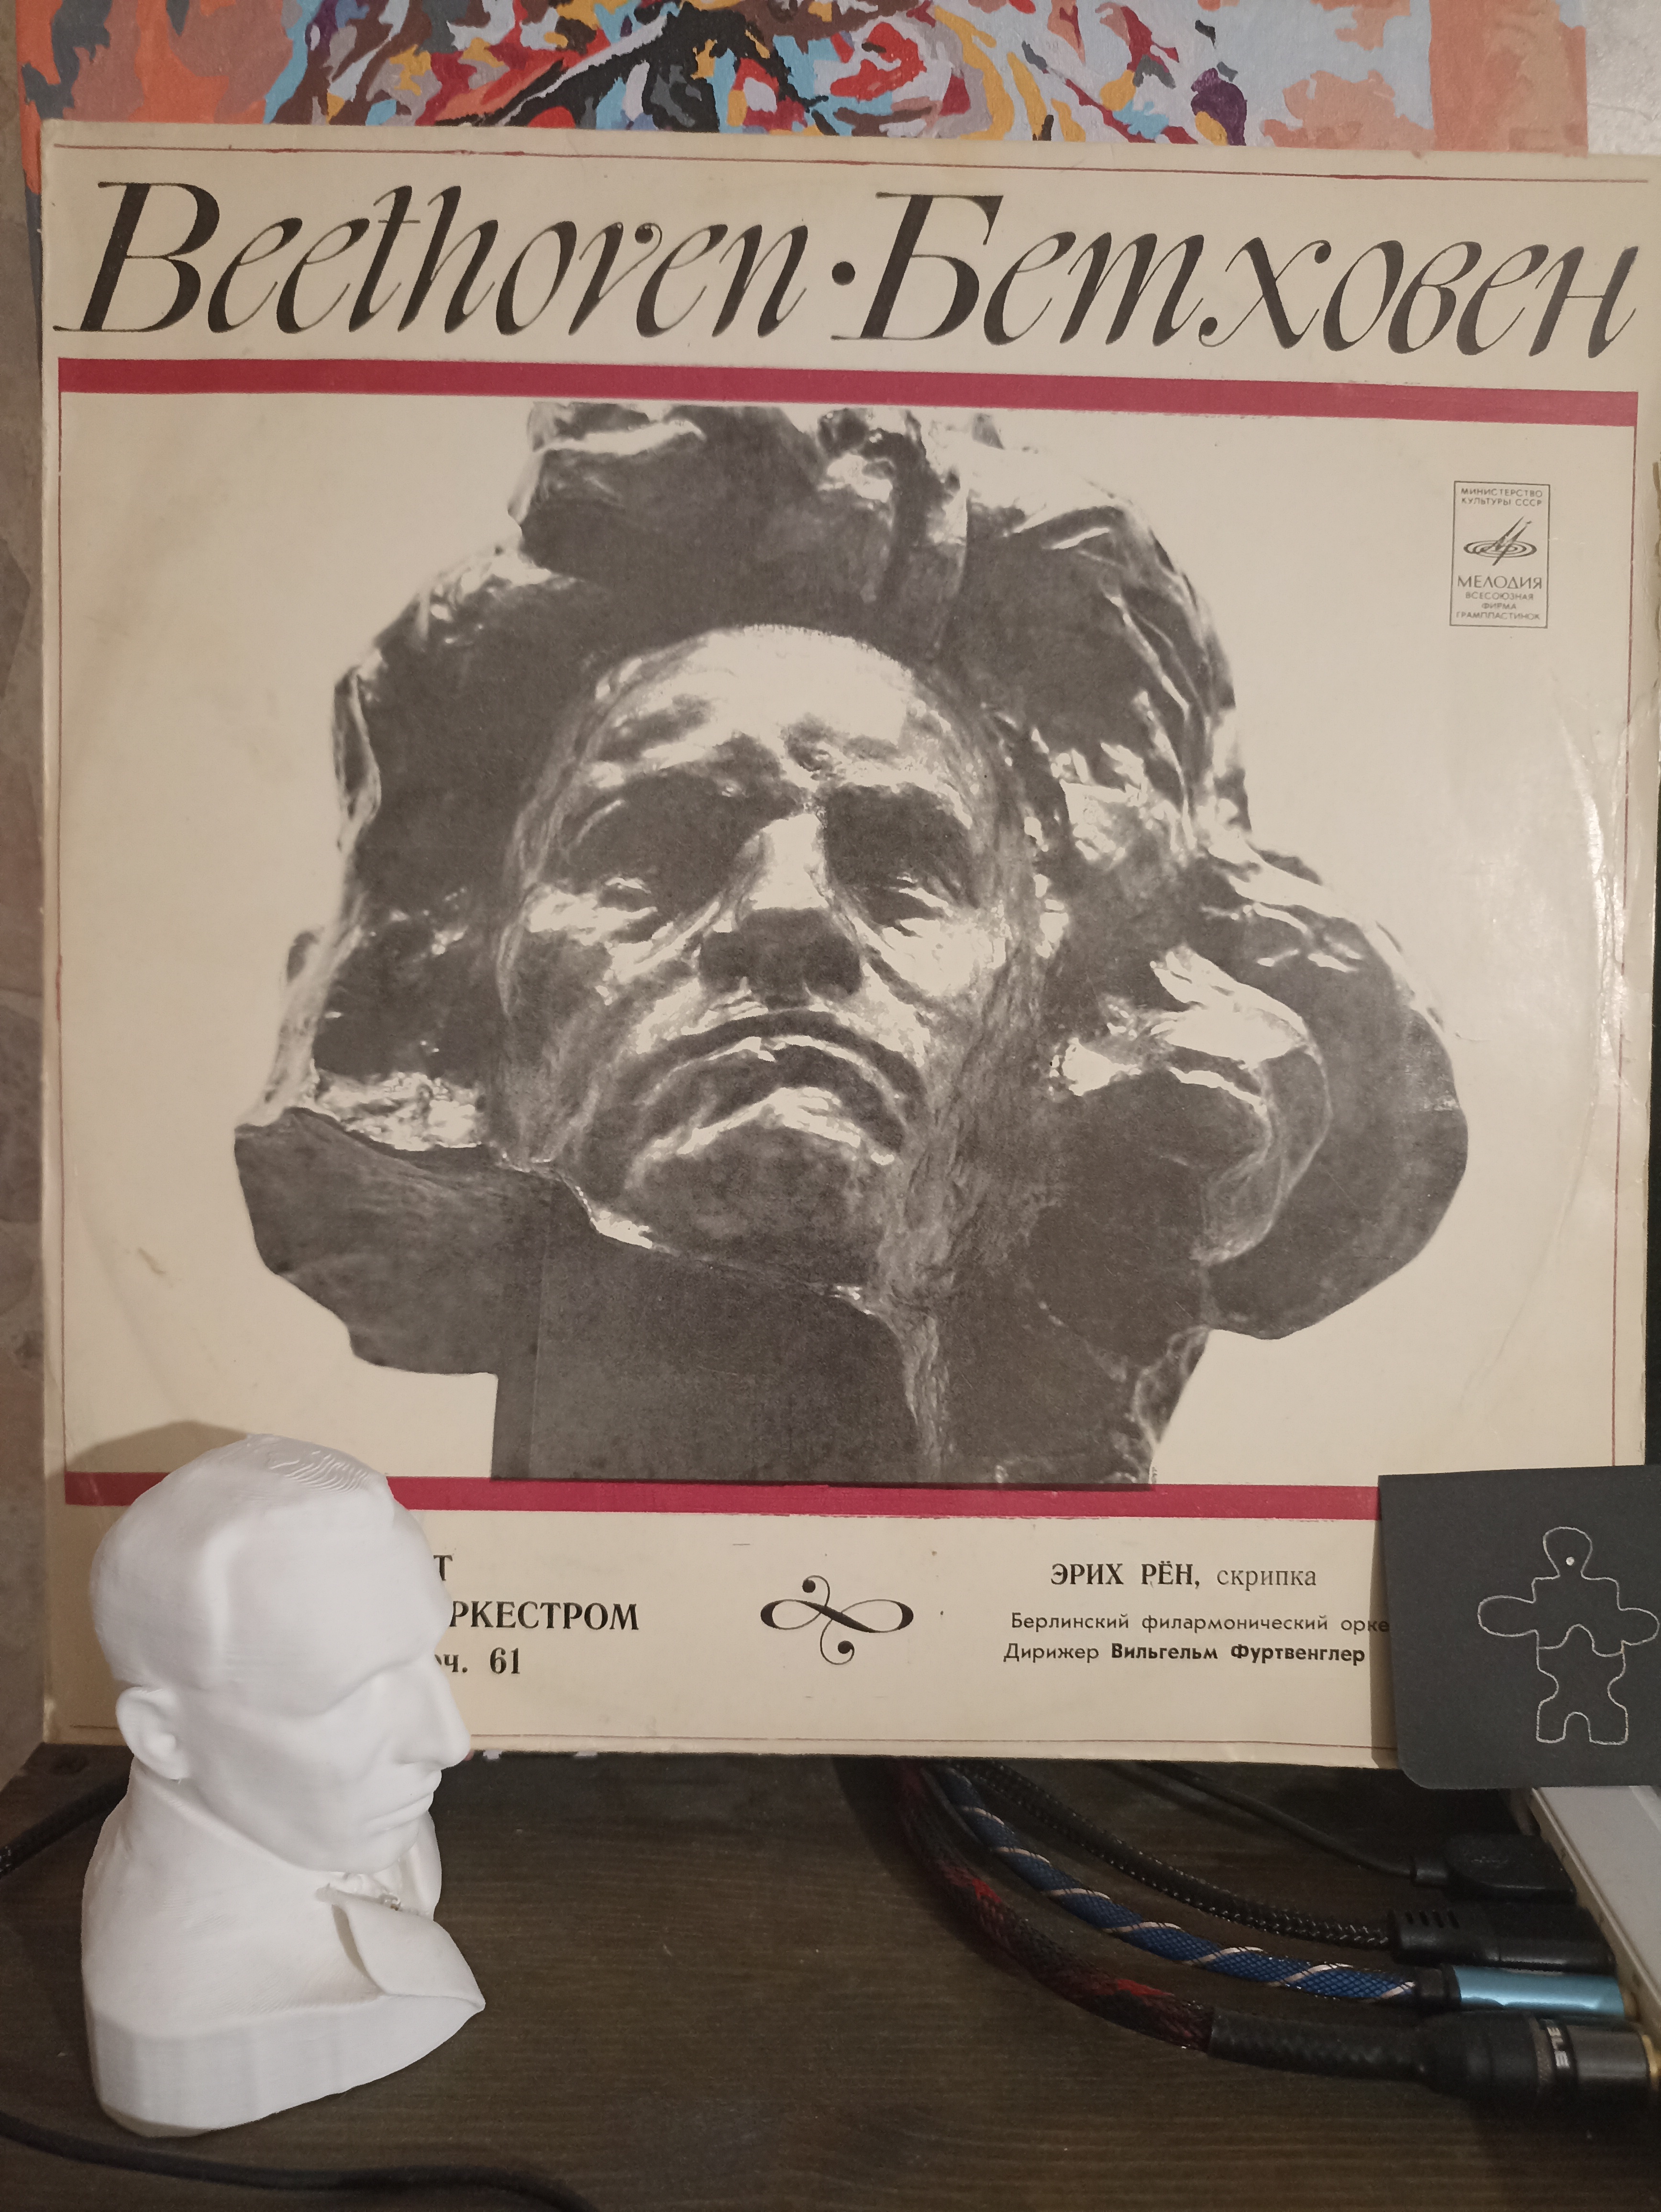 Beethoven · Бетховен
МИНИСТЕРСТВО
КУЛЬТУРЫ СССР
МЕЛОДИЯ
ВСЕСОЮЗНАЯ
ФИРМА
ГРАМПЛАСТИНОК
Т
РКЕСТРОМ
оч. 61
ЭРИХ РЁН, скрипка
Берлинский филармонический орке
Дирижер Вильгельм Фуртвенглер